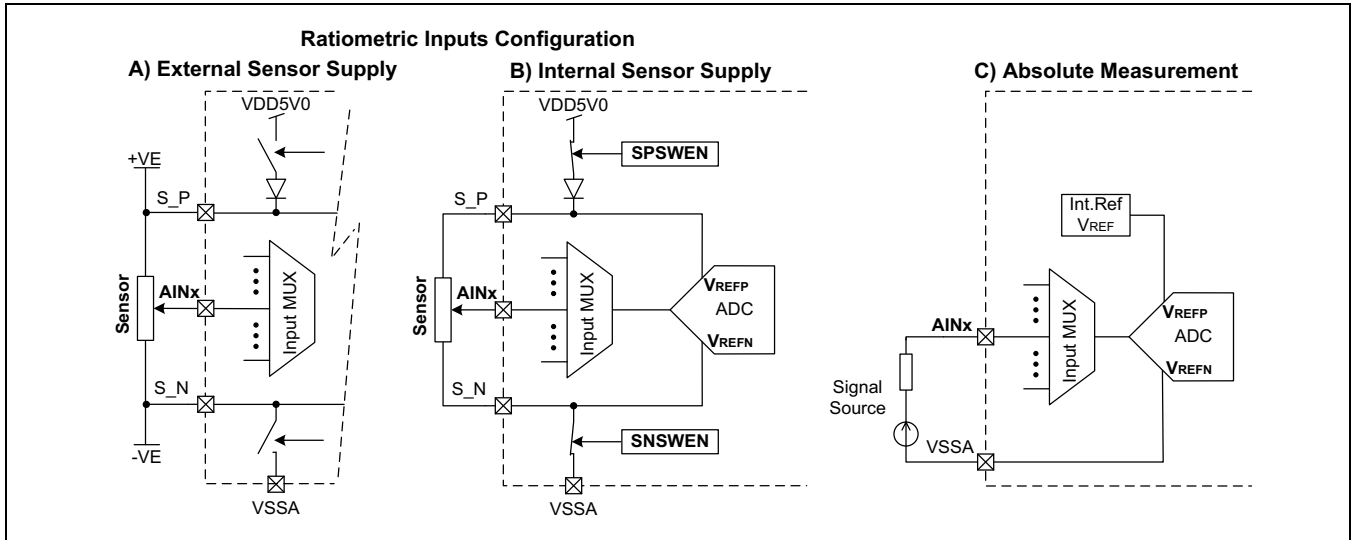 Ratiometric Inputs Configuration
A) External Sensor Supply
VDD5V0
+VE
S_P
Sensor
AINx
Input MUX
S_N
-VE
VSSA
B) Internal Sensor Supply
VDD5V0
SPSWEN
S_P
Sensor
AINx
Input MUX
VREFP
ADC
VREFN
S_N
SNSWEN
VSSA
C) Absolute Measurement
Int.Ref
VREF
AINx
Input MUX
VREFP
ADC
VREFN
Signal
Source
VSSA